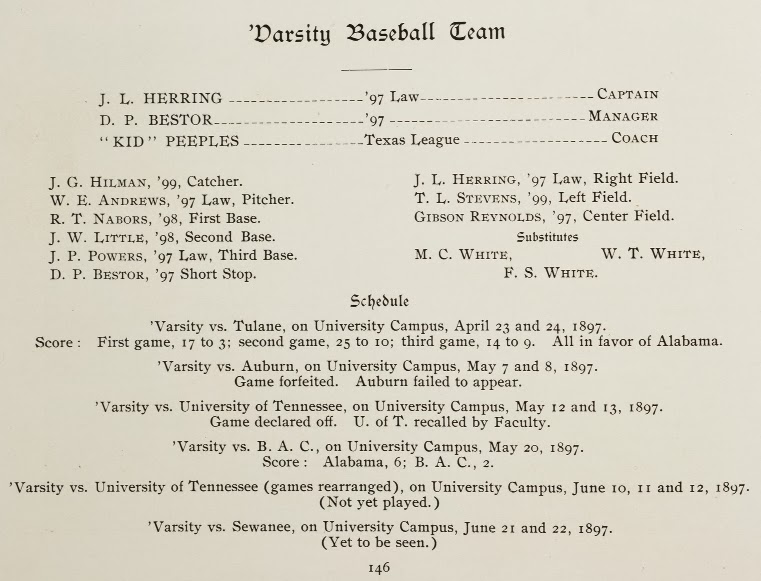 'Varsity Baseball Team
J. L. HERRING ----------------'97 Law--------------------CAPTAIN
D. P. BESTOR------------------'97 -----------------------MANAGER
"KID" PEEPLES --------------Texas League ----------------COACH
J. G. HILMAN, '99, Catcher.
W. E. ANDREWS, '97 Law, Pitcher.
R. T. NABORS, '98, First Base.
J. W. LITTLE, '98, Second Base.
J. P. POWERS, '97 Law, Third Base.
D. P. BESTOR, '97 Short Stop.
J. L. HERRING, '97 Law, Right Field.
T. L. STEVENS, '99, Left Field.
GIBSON REYNOLDS, '97, Center Field.
Substitutes
M. C. WHITE, W. T. WHITE,
F. S. WHITE.
Schedule
'Varsity vs. Tulane, on University Campus, April 23 and 24, 1897.
Score: First game, 17 to 3; second game, 25 to 10; third game, 14 to 9. All in favor of Alabama.
'Varsity vs. Auburn, on University Campus, May 7 and 8, 1897.
Game forfeited. Auburn failed to appear.
'Varsity vs. University of Tennessee, on University Campus, May 12 and 13, 1897.
Game declared off. U. of T. recalled by Faculty.
'Varsity vs. B. A. C., on University Campus, May 20, 1897.
Score: Alabama, 6; B. A. C., 2.
'Varsity vs. University of Tennessee (games rearranged), on University Campus, June 10, 11 and 12, 1897.
(Not yet played.)
'Varsity vs. Sewanee, on University Campus, June 21 and 22, 1897.
(Yet to be seen.)
146